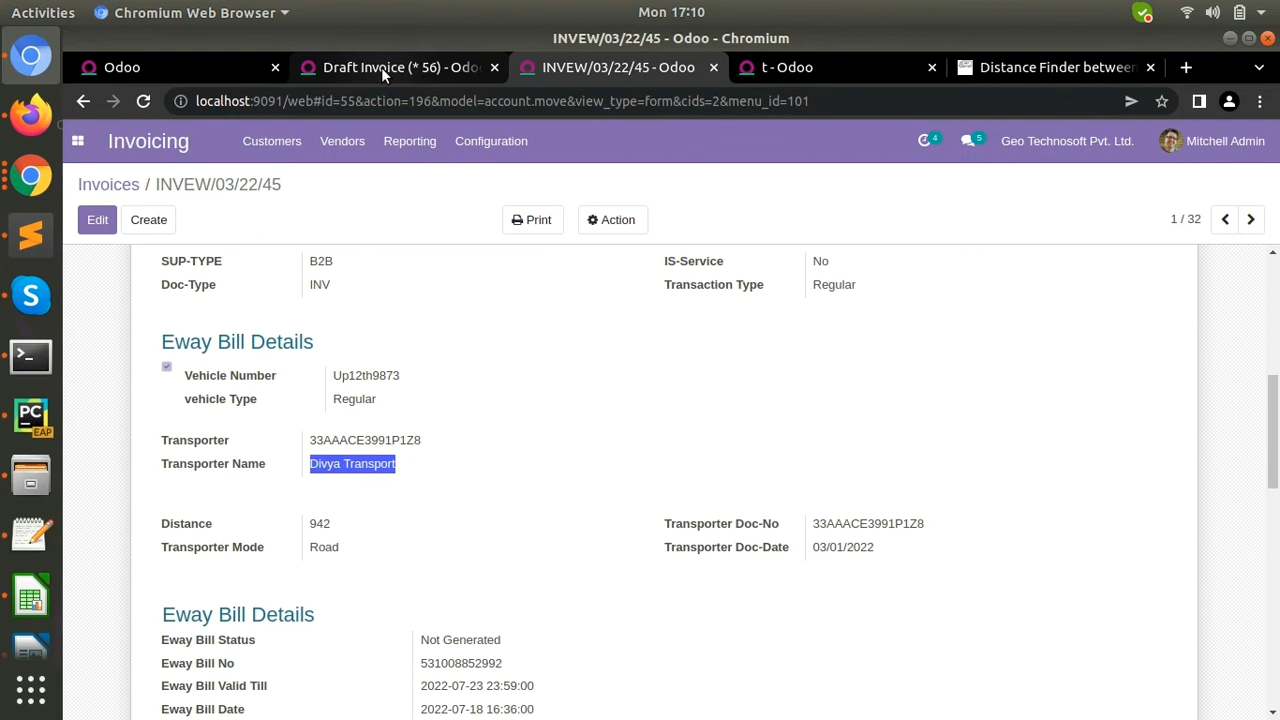 Activities Chromium Web Browser Mon 17:10
INVEW/03/22/45 - Odoo - Chromium
Odoo Draft Invoice (* 56) - Odoo INVEW/03/22/45 - Odoo t - Odoo Distance Finder between
localhost:9091/web#id=55&action=196&model=account.move&view_type=form&cids=2&menu_id=101
Invoicing Customers Vendors Reporting Configuration 4 5 Geo Technosoft Pvt. Ltd. Mitchell Admin
Invoices / INVEW/03/22/45
Edit Create Print Action 1 / 32
SUP-TYPE B2B IS-Service No
Doc-Type INV Transaction Type Regular
Eway Bill Details
Vehicle Number Up12th9873
vehicle Type Regular
Transporter 33AAACE3991P1Z8
Transporter Name Divya Transport
Distance 942 Transporter Doc-No 33AAACE3991P1Z8
Transporter Mode Road Transporter Doc-Date 03/01/2022
Eway Bill Details
Eway Bill Status Not Generated
Eway Bill No 531008852992
Eway Bill Valid Till 2022-07-23 23:59:00
Eway Bill Date 2022-07-18 16:36:00
PC
EAP